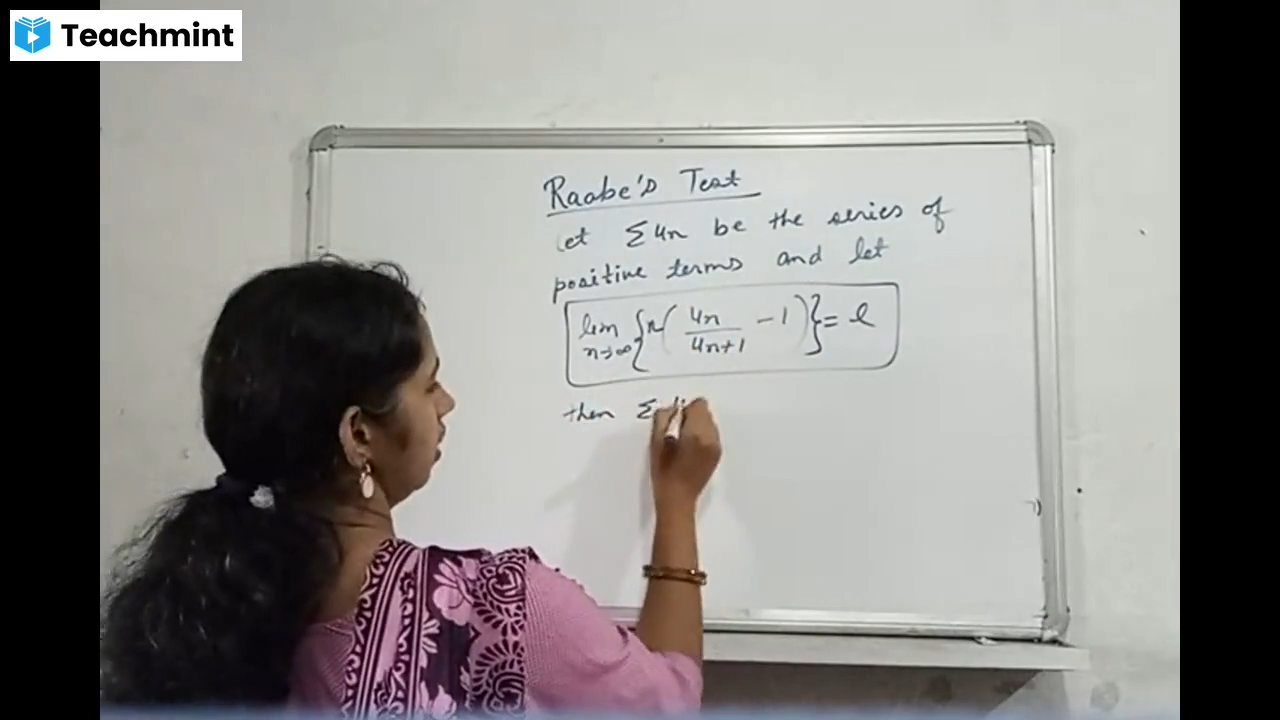 Teachmint
Raabe's Test
Let Σun be the series of
positive terms and let
lim n→∞ {n( un/un+1 - 1)} = l
then Σ